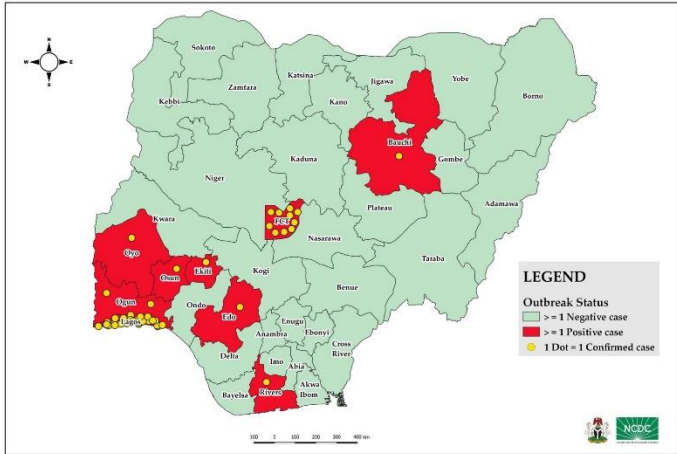 N
W E
S
Sokoto
Katsina
Jigawa
Yobe
Borno
Zamfara
Kebbi
Kano
Bauchi
Gombe
Kaduna
Niger
Adamawa
Plateau
FCT
Kwara
Nasarawa
Taraba
Oyo
Osun
Ekiti
Kogi
Benue
Ogun
Ondo
Edo
Lagos
Enugu
Anambra
Ebonyi
Cross
River
Delta
Imo
Abia
Bayelsa
Rivers
Akwa
Ibom
LEGEND
Outbreak Status
> = 1 Negative case
> = 1 Positive case
1 Dot = 1 Confirmed case
100 0 100 200 300 400 km
NCDC